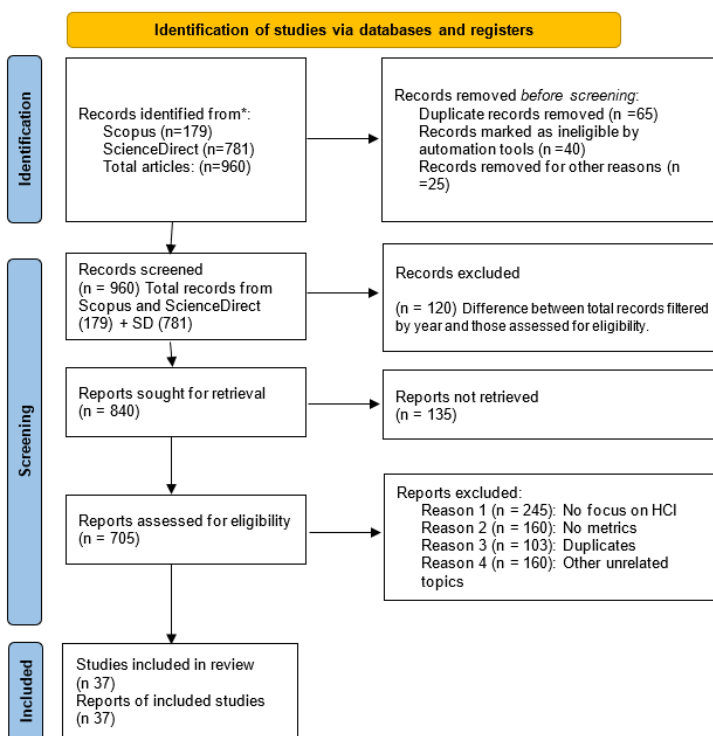 Identification of studies via databases and registers
Identification
Records identified from*:
Scopus (n=179)
ScienceDirect (n=781)
Total articles: (n=960)
Records removed before screening:
Duplicate records removed (n =65)
Records marked as ineligible by
automation tools (n =40)
Records removed for other reasons (n
=25)
Screening
Records screened
(n = 960) Total records from
Scopus and ScienceDirect
(179) + SD (781)
Records excluded
(n = 120) Difference between total records filtered
by year and those assessed for eligibility.
Reports sought for retrieval
(n = 840)
Reports not retrieved
(n = 135)
Reports assessed for eligibility
(n = 705)
Reports excluded:
Reason 1 (n = 245): No focus on HCI
Reason 2 (n = 160): No metrics
Reason 3 (n = 103): Duplicates
Reason 4 (n = 160): Other unrelated
topics
Included
Studies included in review
(n 37)
Reports of included studies
(n 37)